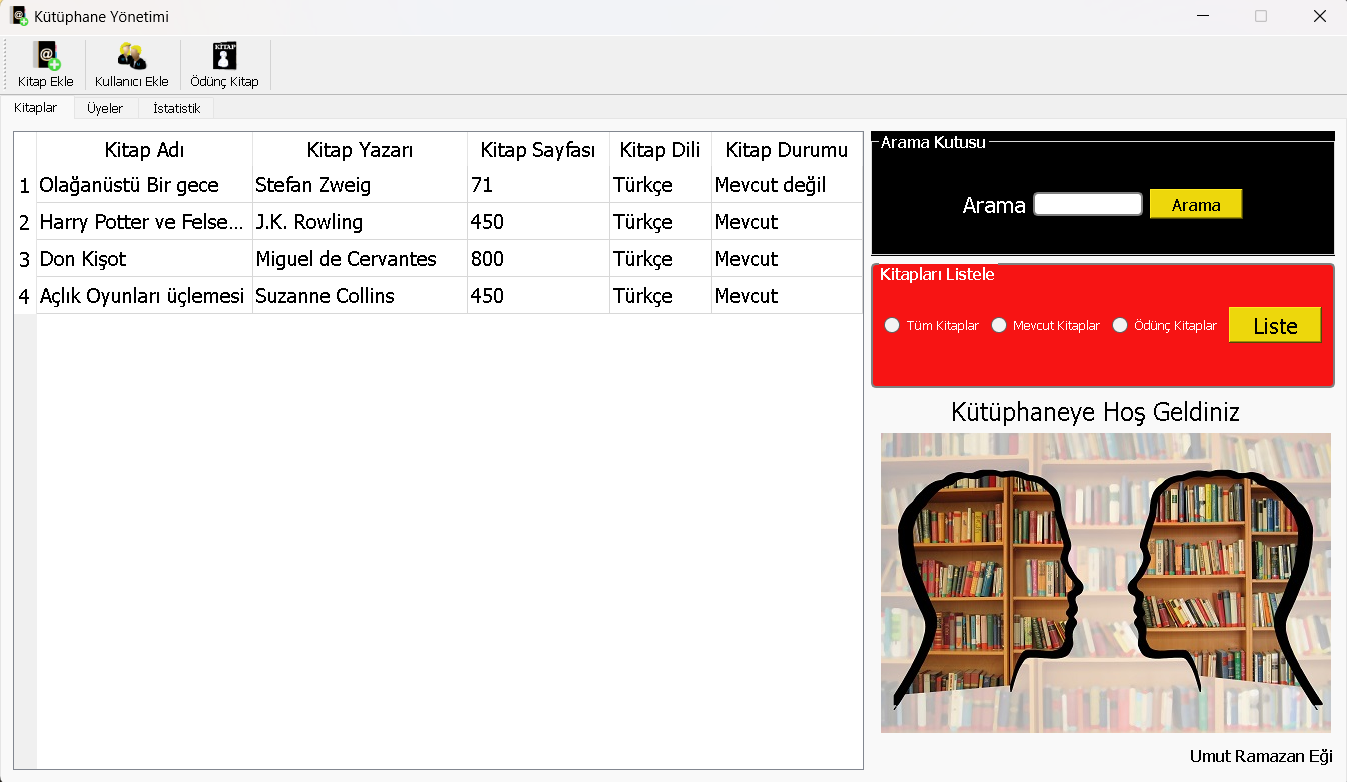 Kütüphane Yönetimi
Kitap Ekle Kullanıcı Ekle Ödünç Kitap
KİTAP
Kitaplar Üyeler İstatistik
Kitap Adı Kitap Yazarı Kitap Sayfası Kitap Dili Kitap Durumu
1 Olağanüstü Bir gece Stefan Zweig 71 Türkçe Mevcut değil
2 Harry Potter ve Felse... J.K. Rowling 450 Türkçe Mevcut
3 Don Kişot Miguel de Cervantes 800 Türkçe Mevcut
4 Açlık Oyunları üçlemesi Suzanne Collins 450 Türkçe Mevcut
Arama Kutusu
Arama Arama
Kitapları Listele
Tüm Kitaplar Mevcut Kitaplar Ödünç Kitaplar Liste
Kütüphaneye Hoş Geldiniz
Umut Ramazan Eği